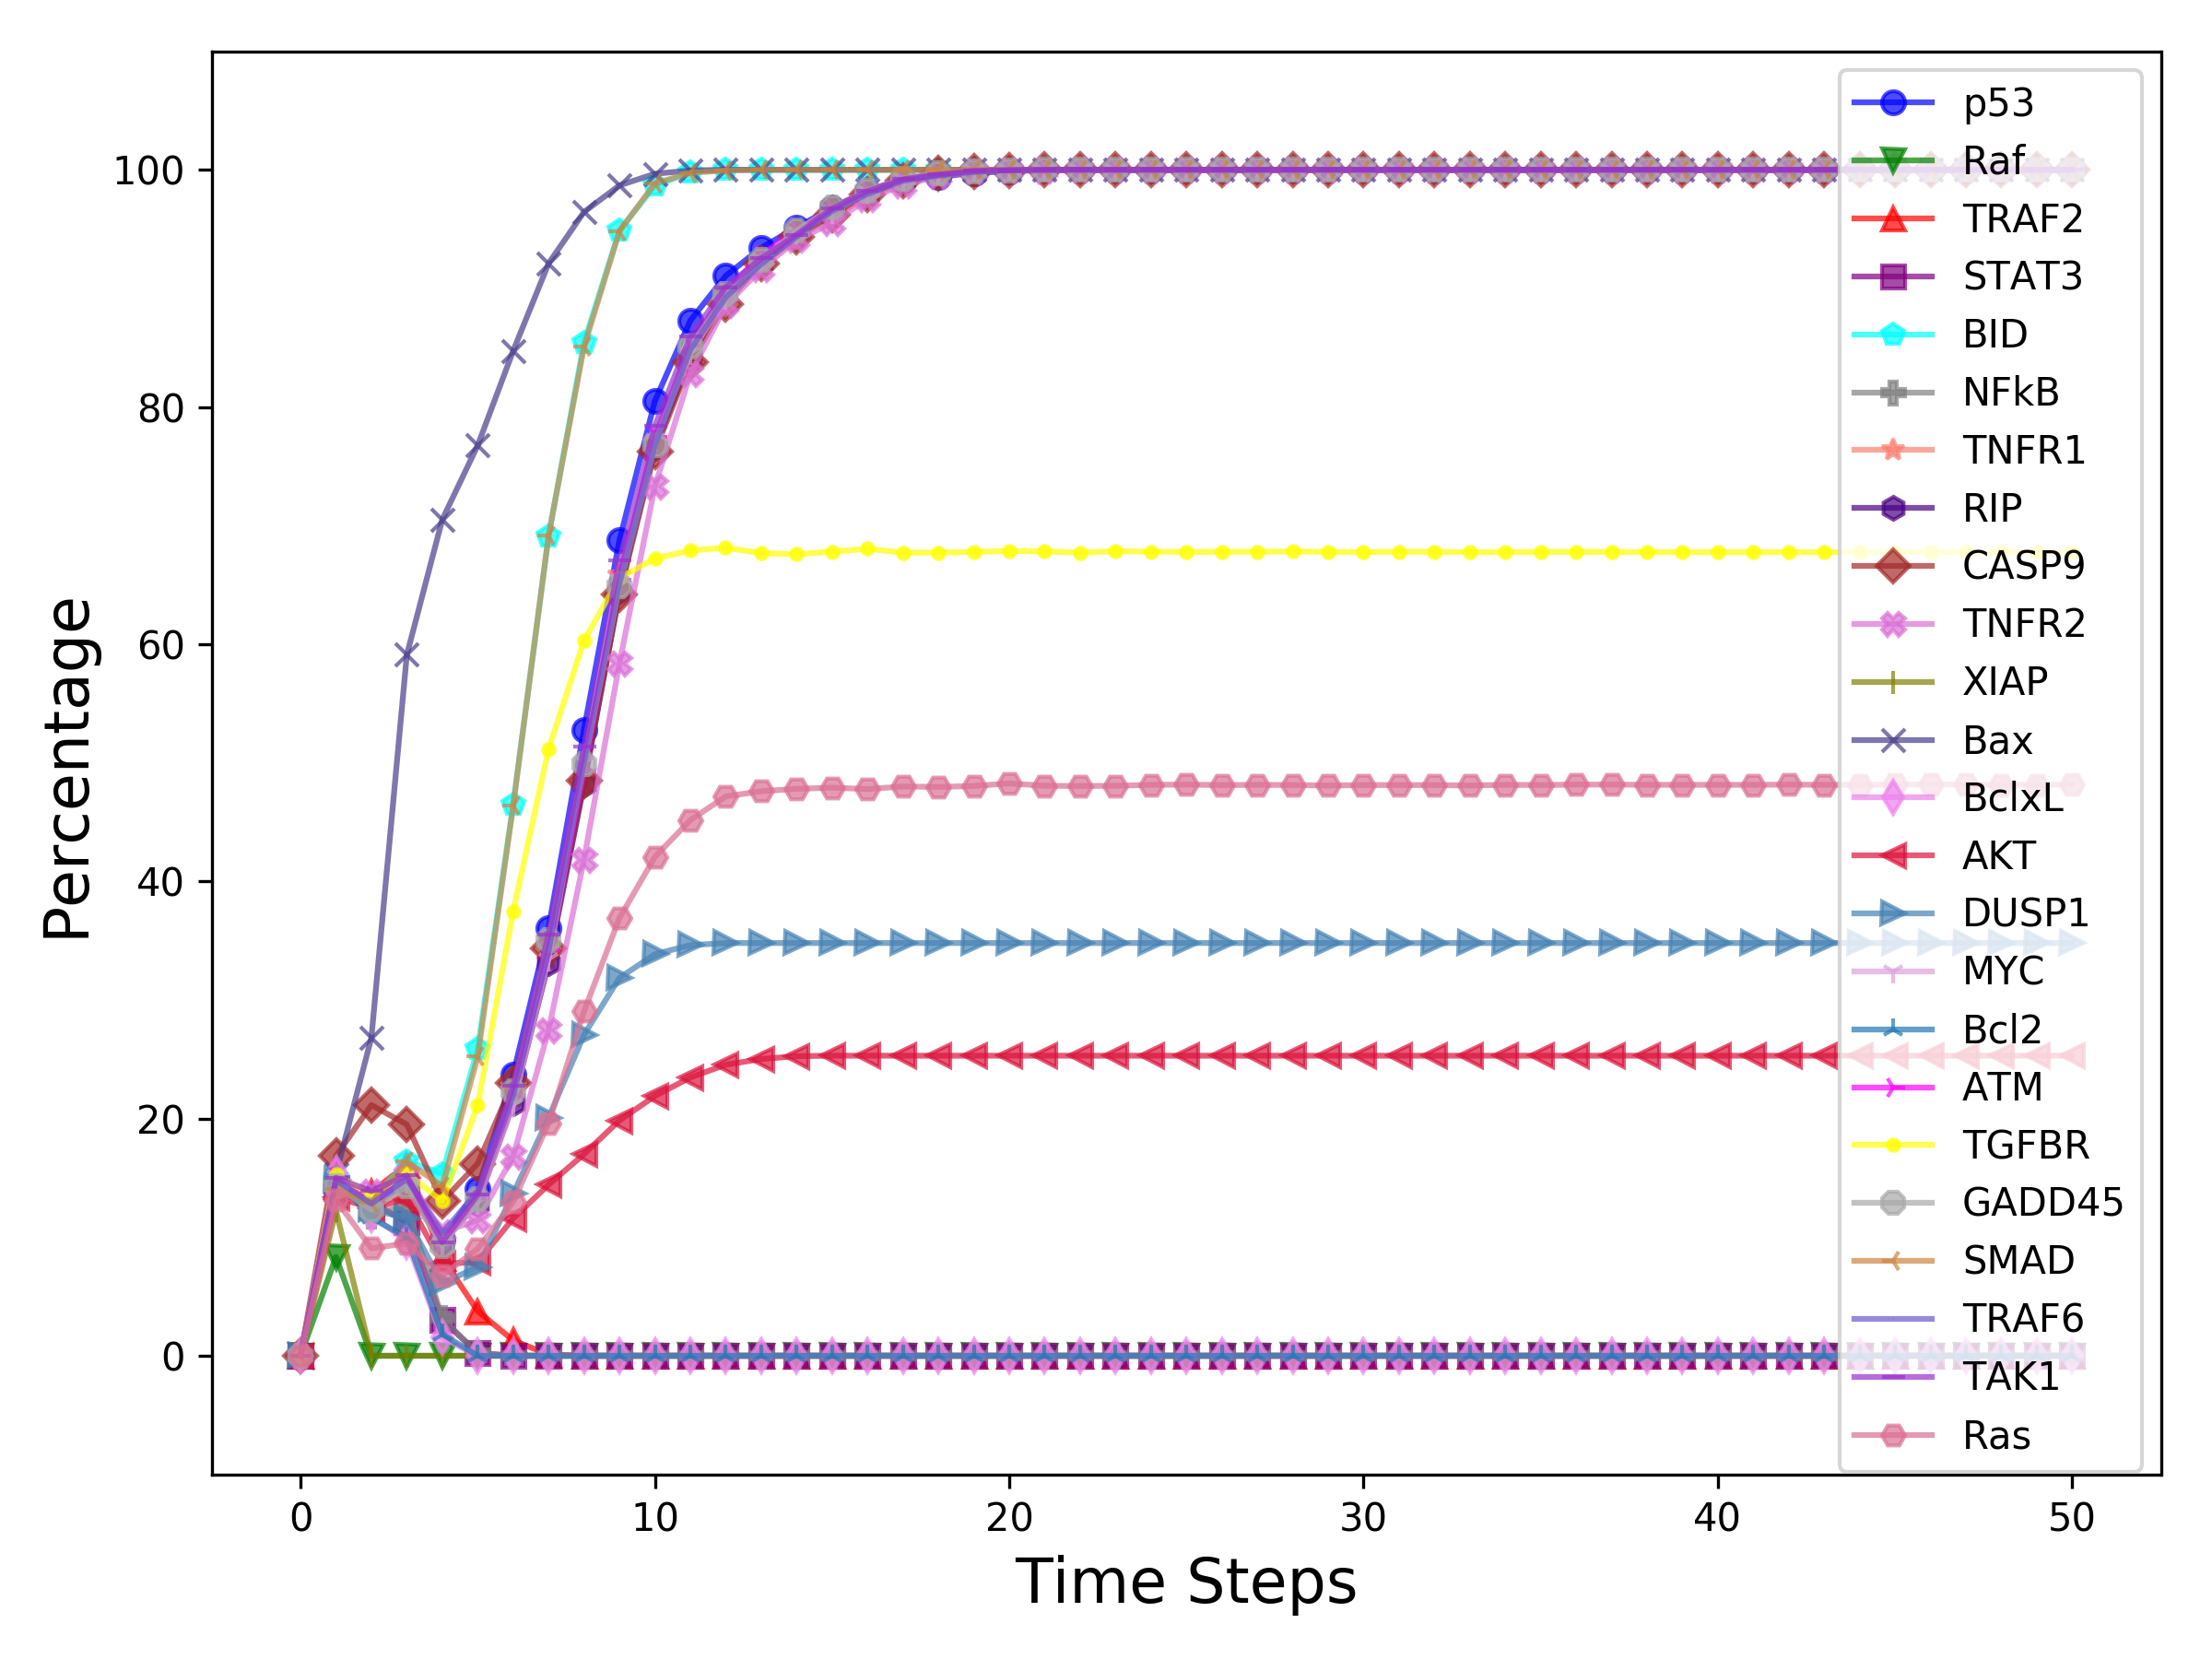 Percentage
100
80
60
40
20
0
0 10 20 30 40 50
Time Steps
p53
Raf
TRAF2
STAT3
BID
NFkB
TNFR1
RIP
CASP9
TNFR2
XIAP
Bax
BclxL
AKT
DUSP1
MYC
Bcl2
ATM
TGFBR
GADD45
SMAD
TRAF6
TAK1
Ras